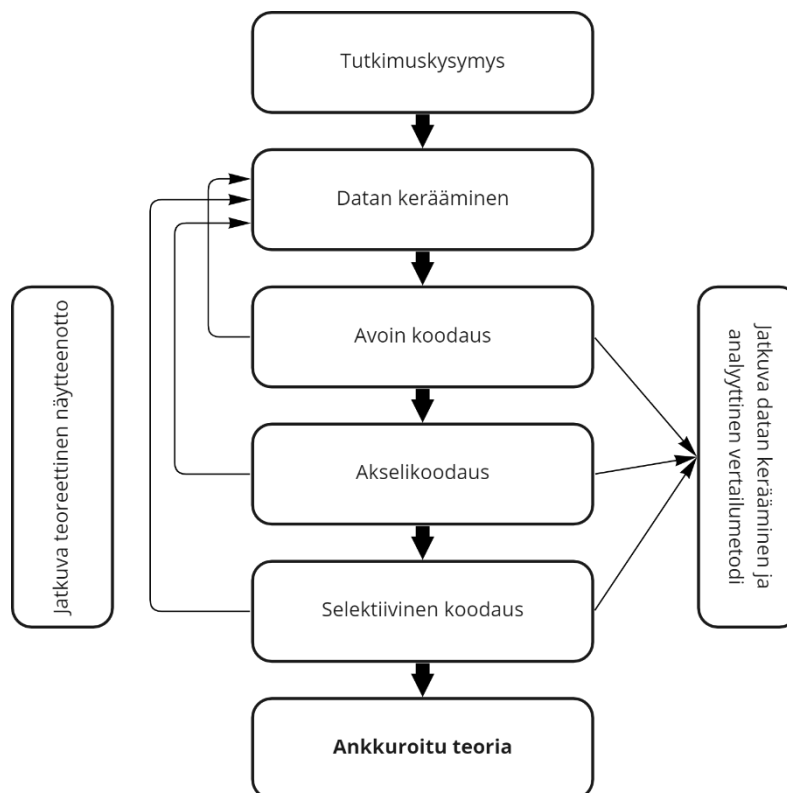 Tutkimuskysymys
Datan kerääminen
Avoin koodaus
Akselikoodaus
Selektiivinen koodaus
Ankkuroitu teoria
Jatkuva teoreettinen näytteenotto
Jatkuva datan kerääminen ja
analyyttinen vertailumetodi